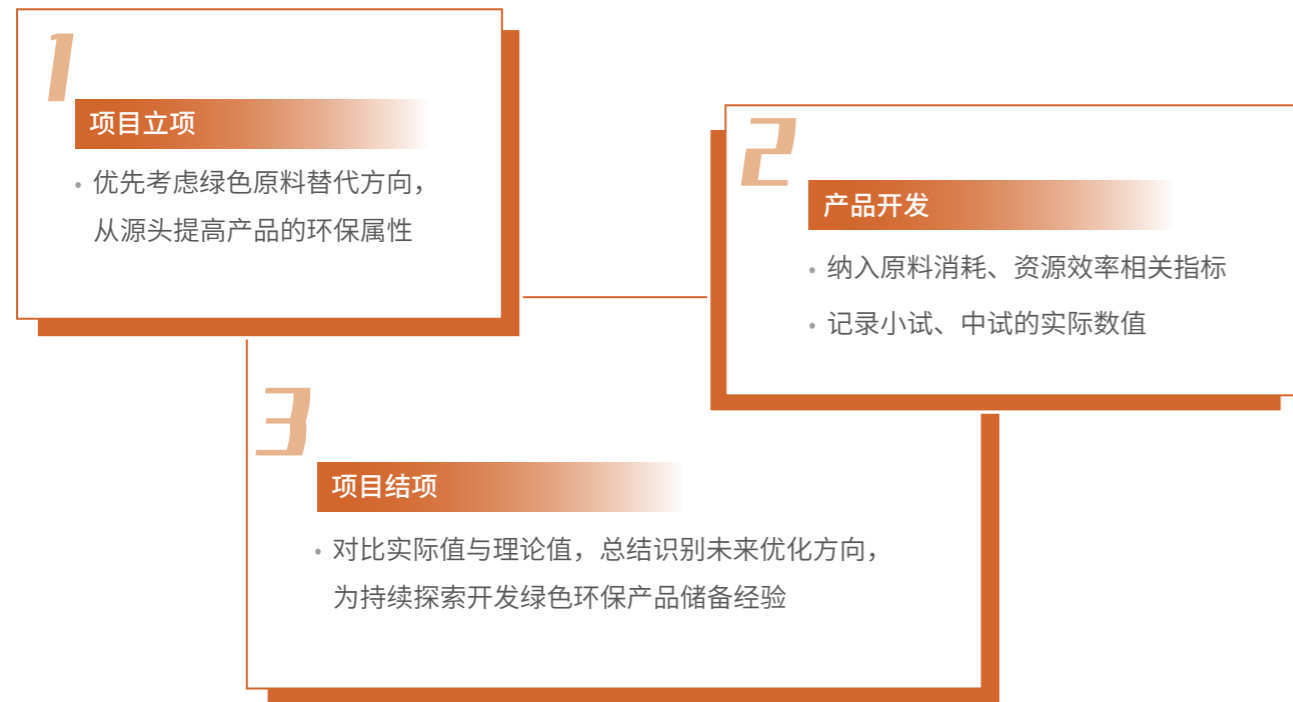 1
项目立项
• 优先考虑绿色原料替代方向，
从源头提高产品的环保属性
2
产品开发
• 纳入原料消耗、资源效率相关指标
• 记录小试、中试的实际数值
3
项目结项
• 对比实际值与理论值，总结识别未来优化方向，
为持续探索开发绿色环保产品储备经验